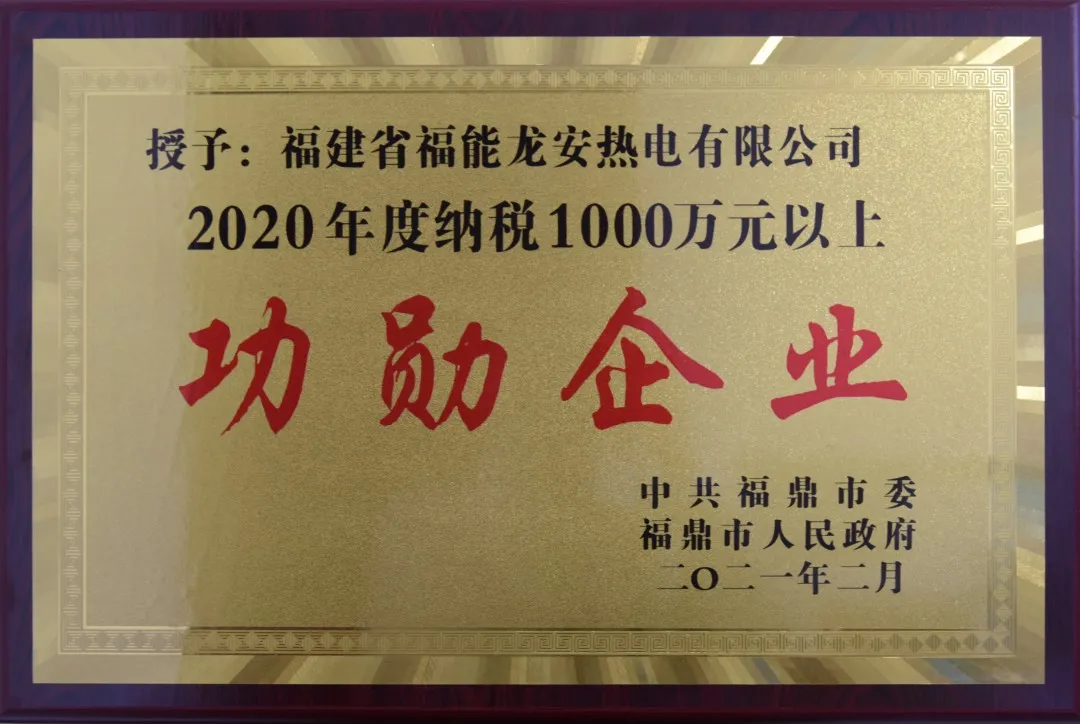 授予：福建省福能龙安热电有限公司
2020年度纳税1000万元以上
功勋企业
中共福鼎市委
福鼎市人民政府
二〇二一年二月